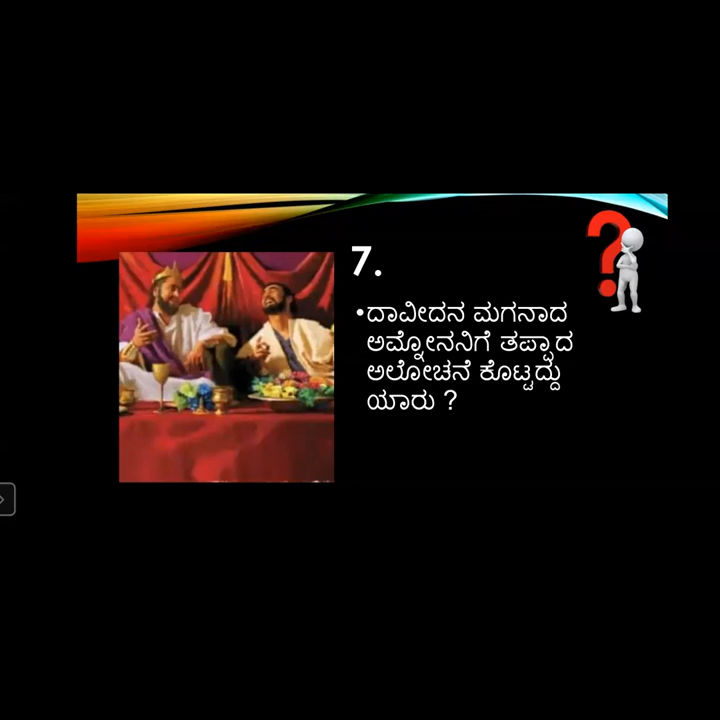 7.
•ದಾವೀದನ ಮಗನಾದ
ಅಮ್ನೋನನಿಗೆ ತಪ್ಪಾದ
ಅಲೋಚನೆ ಕೊಟ್ಟದ್ದು
ಯಾರು ?